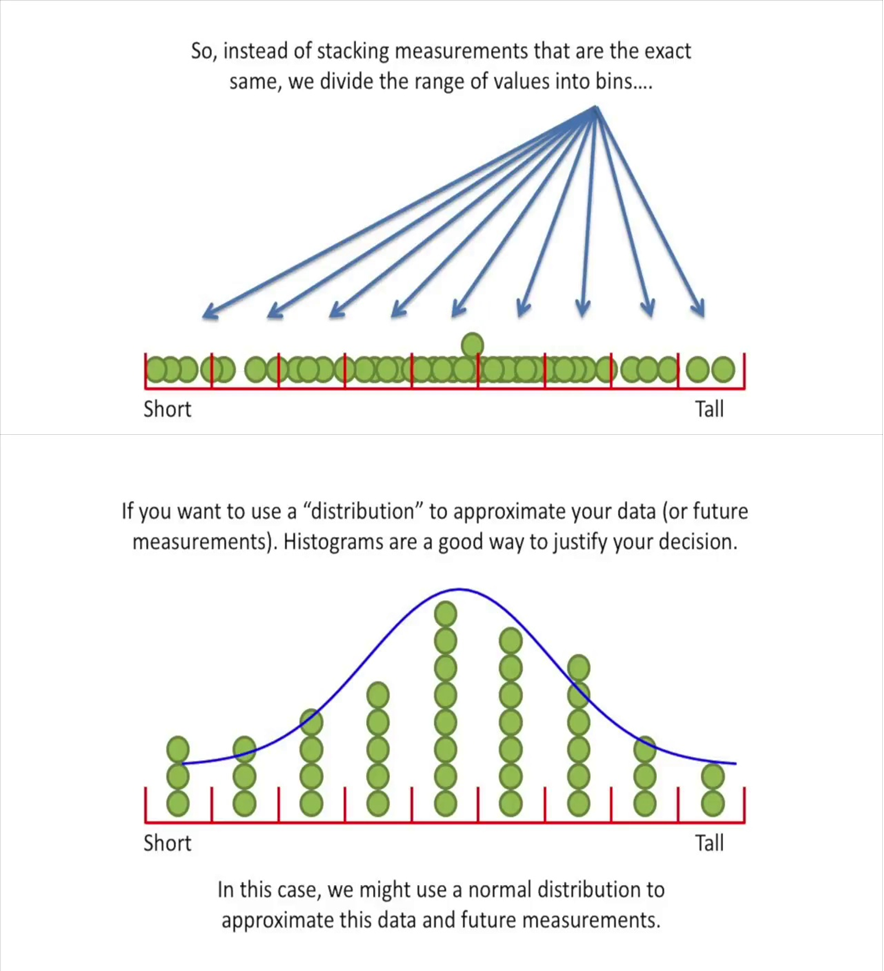 So, instead of stacking measurements that are the exact
same, we divide the range of values into bins....
Short
Tall
If you want to use a “distribution” to approximate your data (or future
measurements). Histograms are a good way to justify your decision.
Short
Tall
In this case, we might use a normal distribution to
approximate this data and future measurements.